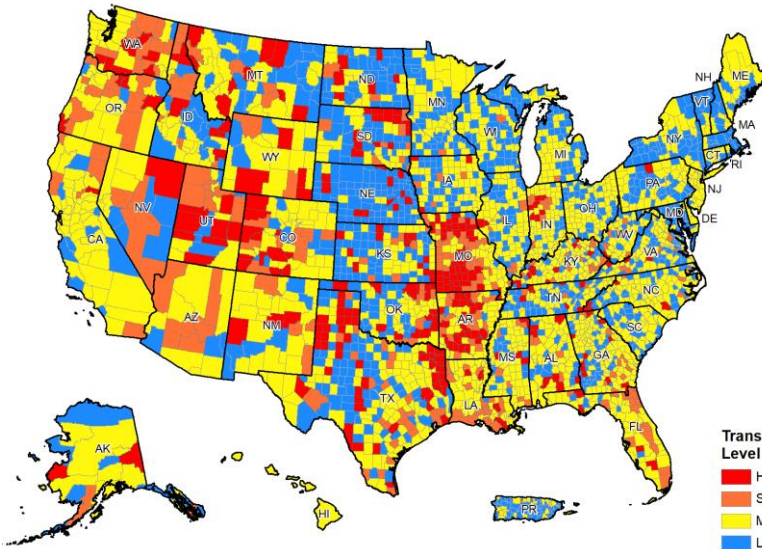 WA
MT
ND
MN
ME
NH
VT
OR
ID
SD
WI
NY
MA
WY
MI
CT
RI
IA
NE
PA
NJ
NV
UT
CO
IL
IN
OH
MD
DE
CA
KS
MO
WV
VA
KY
NC
AZ
NM
OK
TN
AR
SC
MS
AL
GA
TX
LA
FL
AK
HI
PR
Trans
Level
H
S
M
L